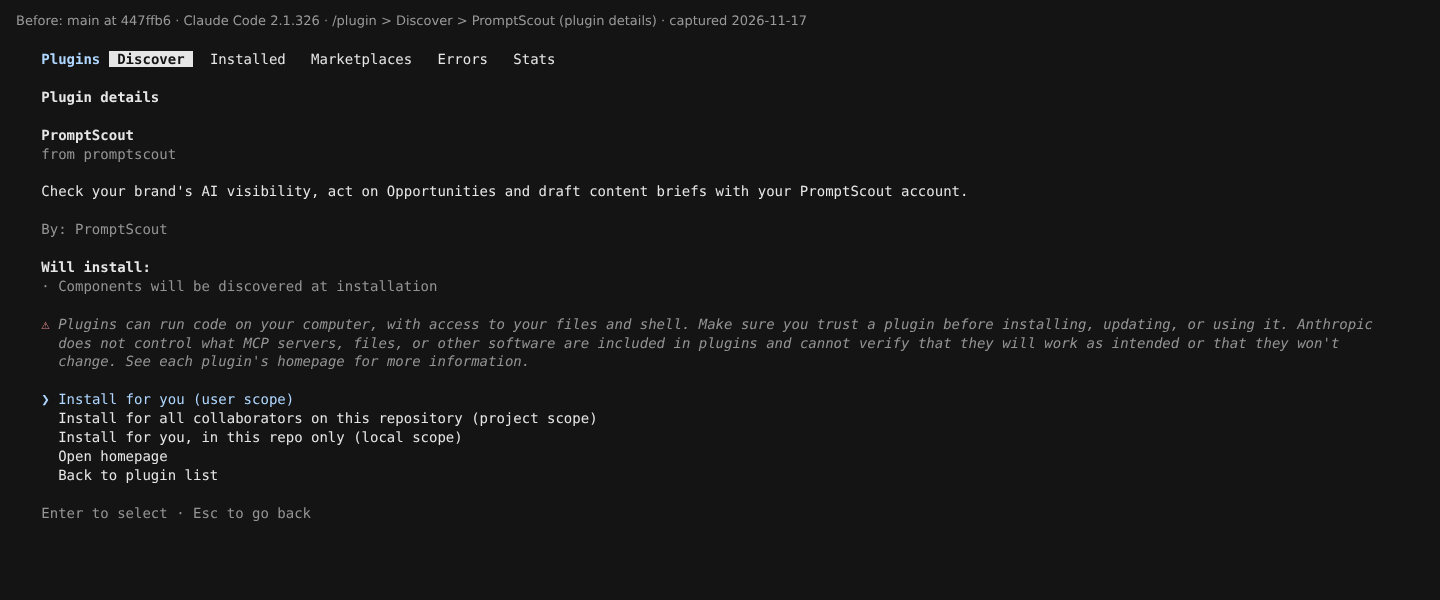 Before: main at 447ffb6 · Claude Code 2.1.326 · /plugin > Discover > PromptScout (plugin details) · captured 2026-11-17
Plugins Discover Installed Marketplaces Errors Stats
Plugin details
PromptScout
from promptscout
Check your brand's AI visibility, act on Opportunities and draft content briefs with your PromptScout account.
By: PromptScout
Will install:
· Components will be discovered at installation
⚠ Plugins can run code on your computer, with access to your files and shell. Make sure you trust a plugin before installing, updating, or using it. Anthropic
does not control what MCP servers, files, or other software are included in plugins and cannot verify that they will work as intended or that they won't
change. See each plugin's homepage for more information.
❯ Install for you (user scope)
Install for all collaborators on this repository (project scope)
Install for you, in this repo only (local scope)
Open homepage
Back to plugin list
Enter to select · Esc to go back